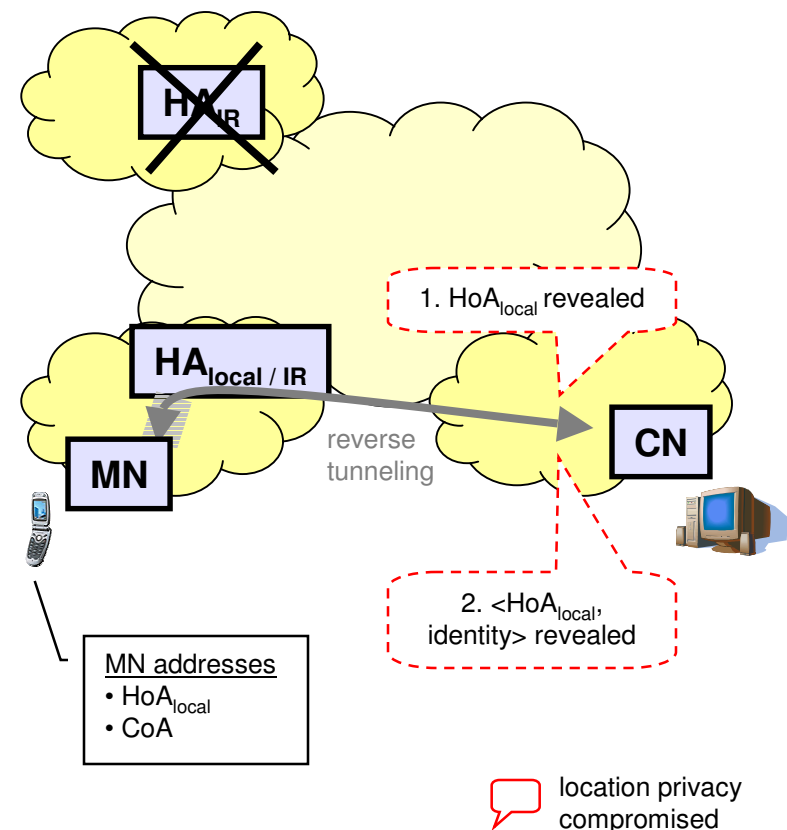 HA_IR
1. HoA_local revealed
HA_local / IR
reverse
tunneling
MN
CN
2. <HoA_local,
identity> revealed
MN addresses
• HoA_local
• CoA
location privacy
compromised